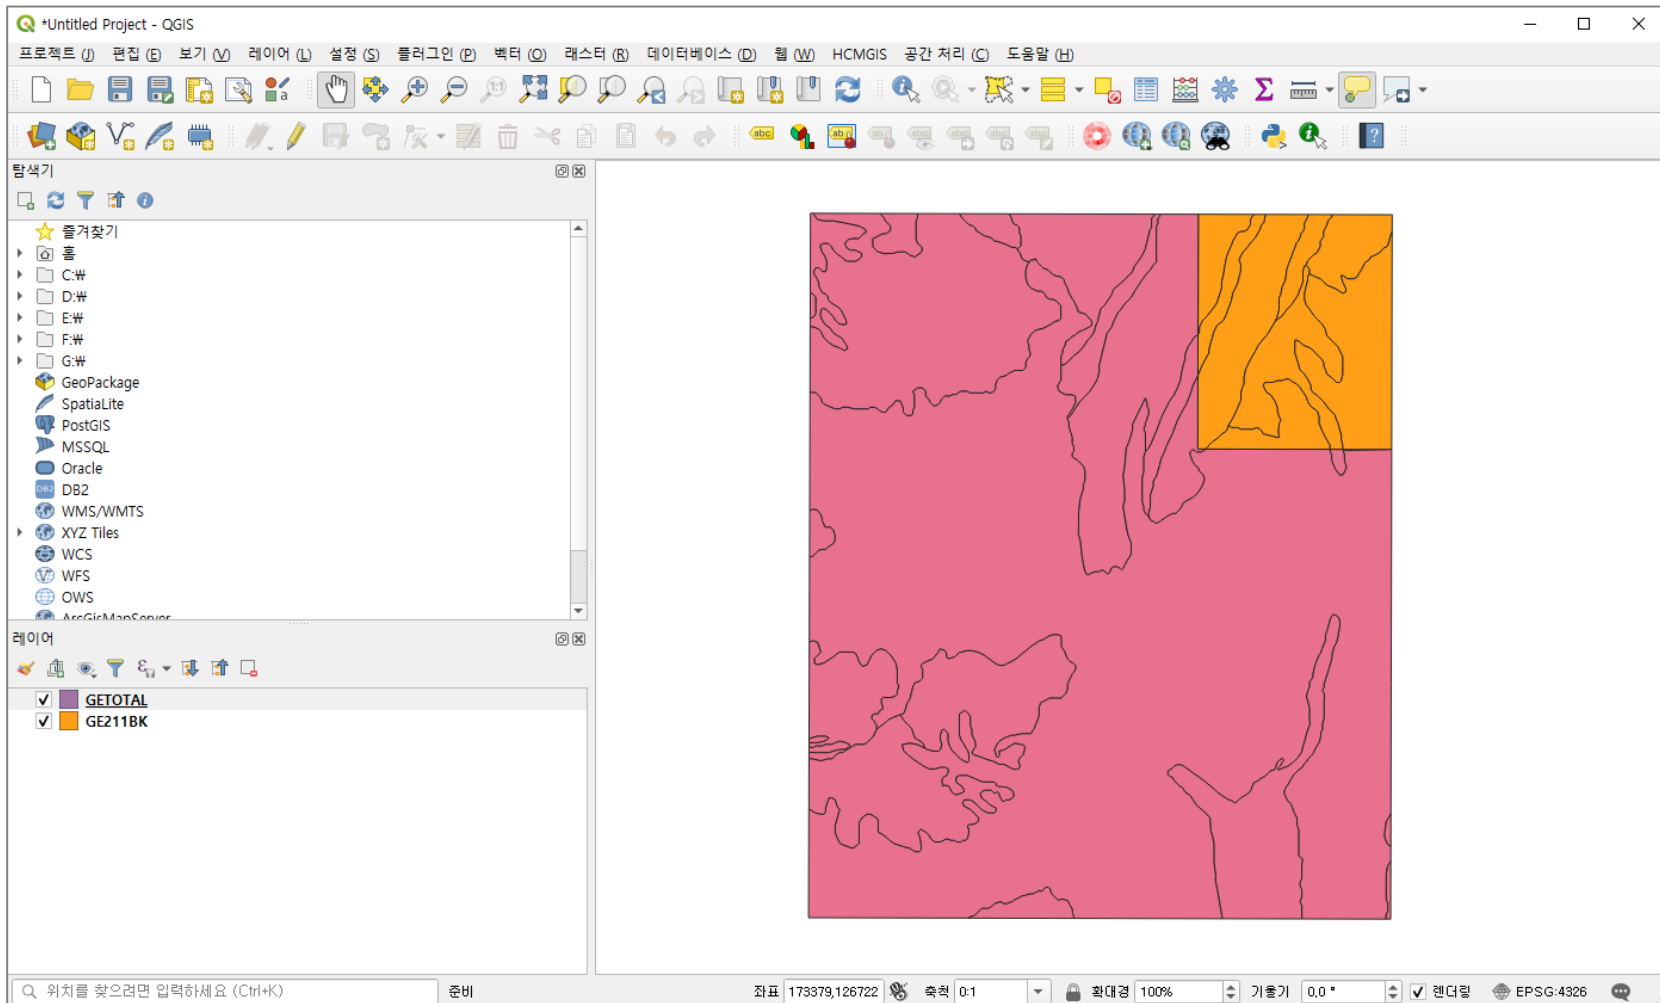 *Untitled Project - QGIS
프로젝트 (J) 편집 (E) 보기 (V) 레이어 (L) 설정 (S) 플러그인 (P) 벡터 (O) 래스터 (R) 데이터베이스 (D) 웹 (W) HCMGIS 공간 처리 (C) 도움말 (H)
탐색기
즐겨찾기
홈
C:₩
D:₩
E:₩
F:₩
G:₩
GeoPackage
SpatiaLite
PostGIS
MSSQL
Oracle
DB2
WMS/WMTS
XYZ Tiles
WCS
WFS
OWS
ArcGisMapServer
레이어
GETOTAL
GE211BK
위치를 찾으려면 입력하세요 (Ctrl+K) 준비 좌표 173379,126722 축척 0:1 확대경 100% 기울기 0,0 ° 렌더링 EPSG:4326